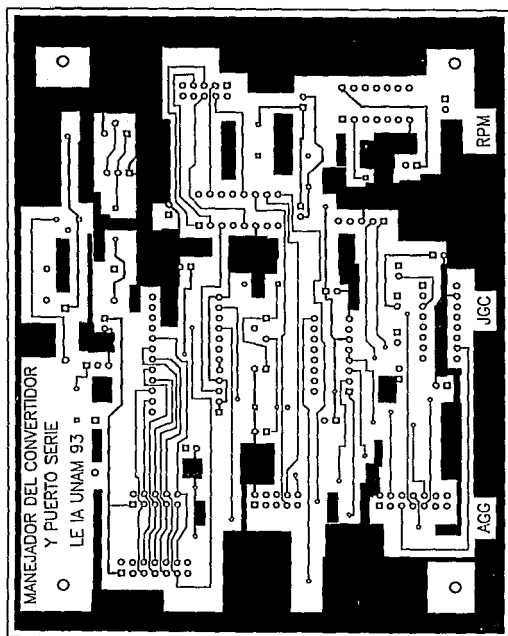 MANEJADOR DEL CONVERTIDOR
Y PUERTO SERIE
LE IA UNAM 93
AGG
JGC
RPM